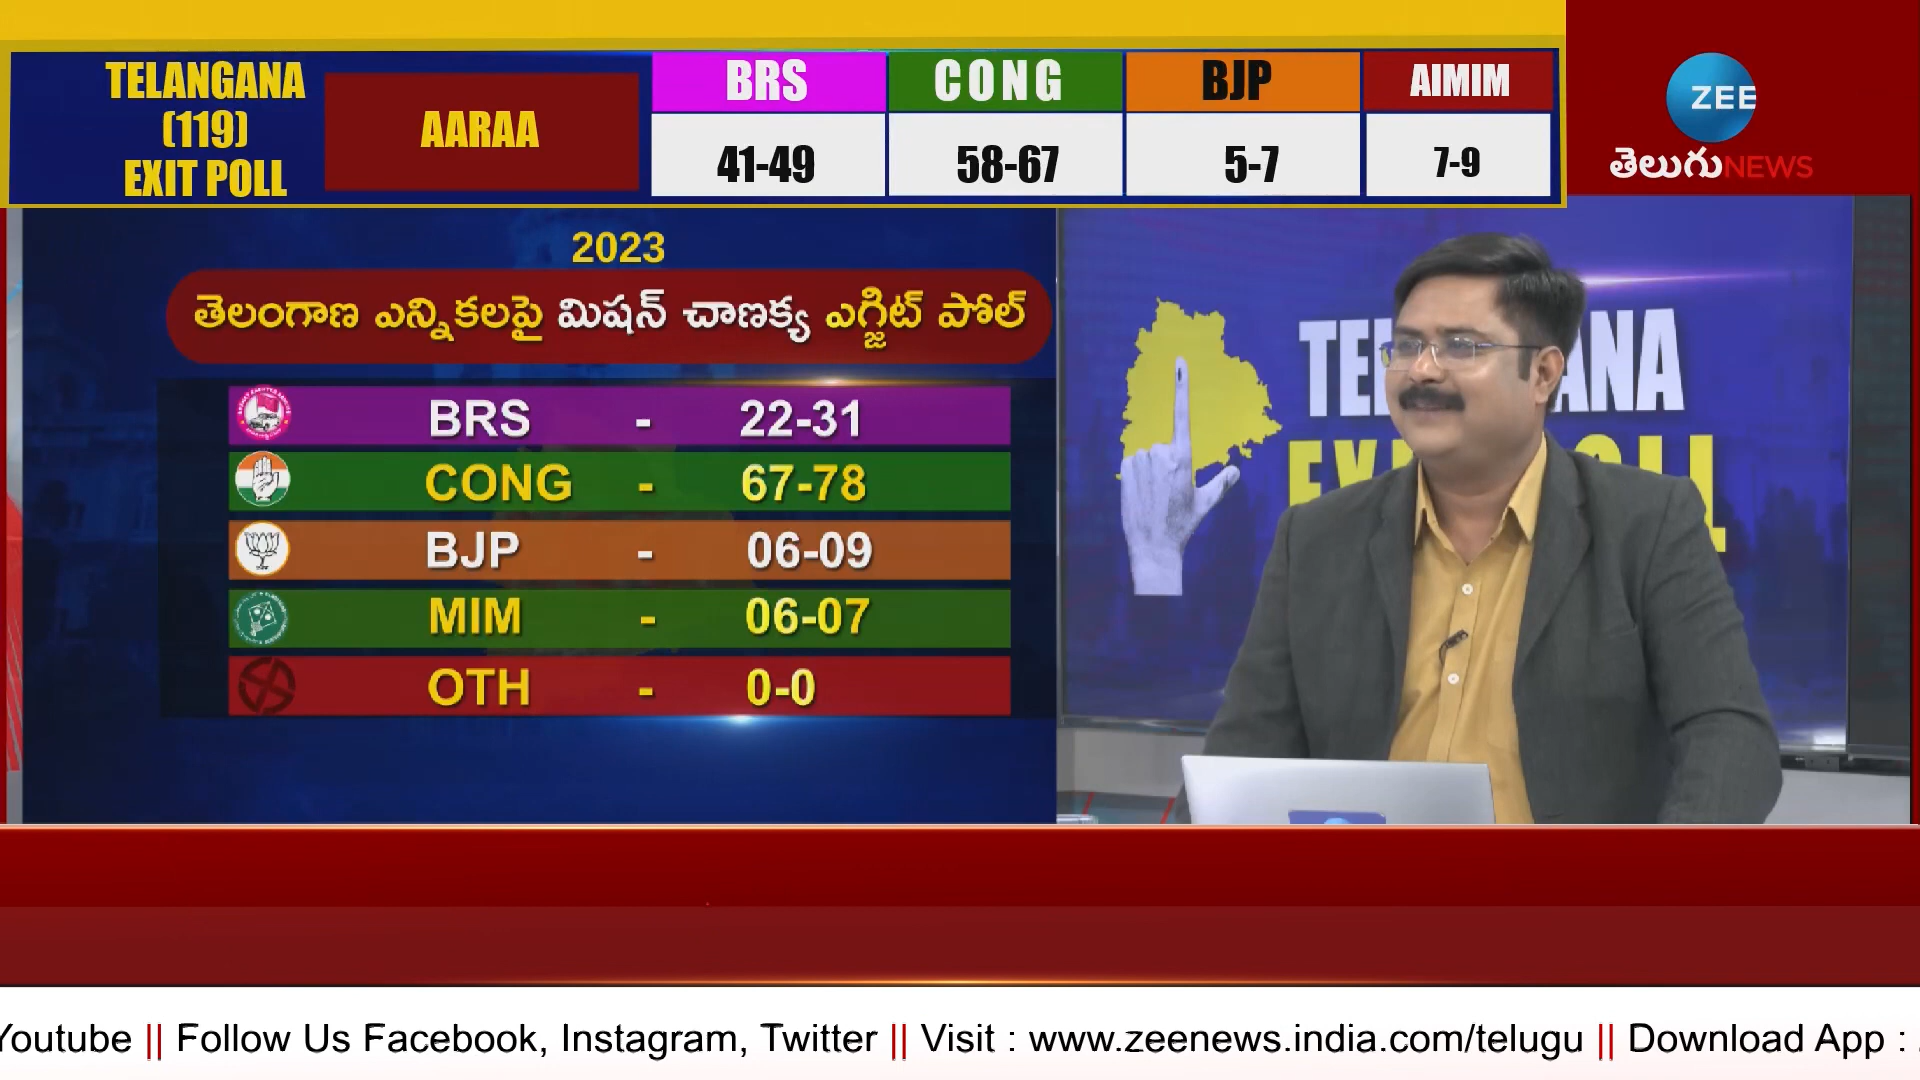 TELANGANA
(119)
EXIT POLL
AARAA
BRS CONG BJP AIMIM
41-49 58-67 5-7 7-9
ZEE
తెలుగు NEWS
2023
తెలంగాణ ఎన్నికలపై మిషన్ చాణక్య ఎగ్జిట్ పోల్
BRS - 22-31
CONG - 67-78
BJP - 06-09
MIM - 06-07
OTH - 0-0
Youtube || Follow Us Facebook, Instagram, Twitter || Visit : www.zeenews.india.com/telugu || Download App :